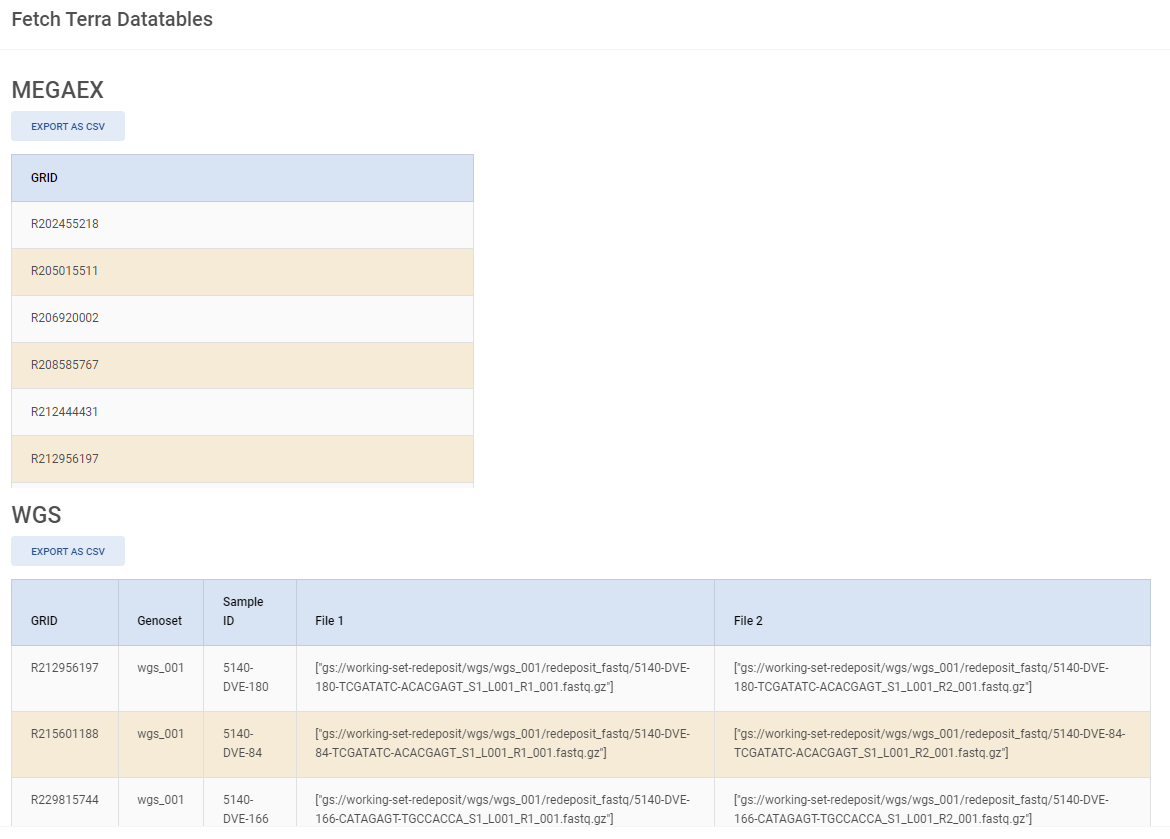 Fetch Terra Datatables
MEGAEX
EXPORT AS CSV
GRID
R202455218
R205015511
R206920002
R208585767
R212444431
R212956197
WGS
EXPORT AS CSV
GRID Genoset Sample ID File 1 File 2
R212956197 wgs_001 5140- ["gs://working-set-redeposit/wgs/wgs_001/redeposit_fastq/5140-DVE- ["gs://working-set-redeposit/wgs/wgs_001/redeposit_fastq/5140-DVE-
DVE-180 180-TCGATATC-ACACGAGT_S1_L001_R1_001.fastq.gz"] 180-TCGATATC-ACACGAGT_S1_L001_R2_001.fastq.gz"]
R215601188 wgs_001 5140- ["gs://working-set-redeposit/wgs/wgs_001/redeposit_fastq/5140-DVE- ["gs://working-set-redeposit/wgs/wgs_001/redeposit_fastq/5140-DVE-84-
DVE-84 84-TCGATATC-ACACGAGT_S1_L001_R1_001.fastq.gz"] TCGATATC-ACACGAGT_S1_L001_R2_001.fastq.gz"]
R229815744 wgs_001 5140- ["gs://working-set-redeposit/wgs/wgs_001/redeposit_fastq/5140-DVE- ["gs://working-set-redeposit/wgs/wgs_001/redeposit_fastq/5140-DVE-
DVE-166 166-CATAGAGT-TGCCACCA_S1_L001_R1_001.fastq.gz"] 166-CATAGAGT-TGCCACCA_S1_L001_R2_001.fastq.gz"]